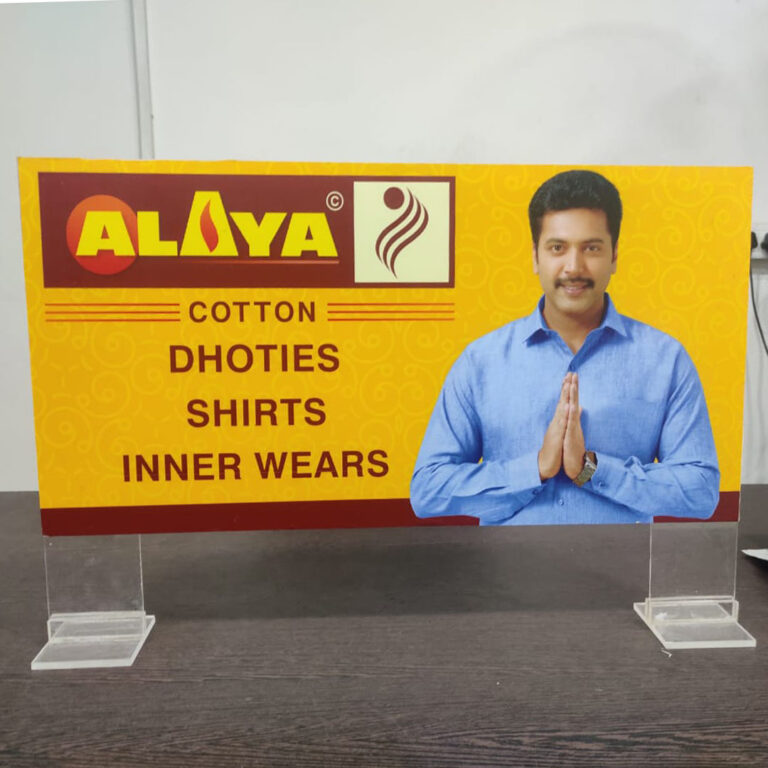 ALAYA ©
COTTON
DHOTIES
SHIRTS
INNER WEARS